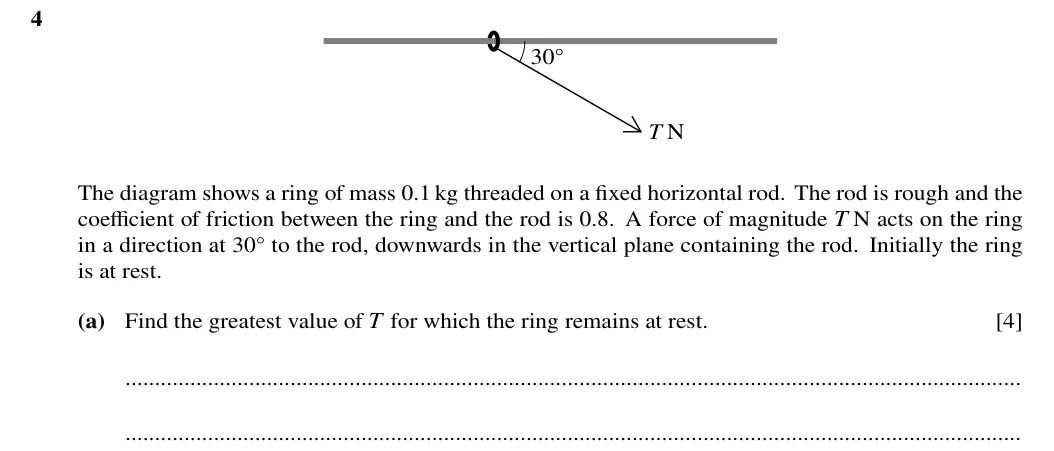 4
30°
T N
The diagram shows a ring of mass 0.1 kg threaded on a fixed horizontal rod. The rod is rough and the
coefficient of friction between the ring and the rod is 0.8. A force of magnitude T N acts on the ring
in a direction at 30° to the rod, downwards in the vertical plane containing the rod. Initially the ring
is at rest.
(a) Find the greatest value of T for which the ring remains at rest. [4]